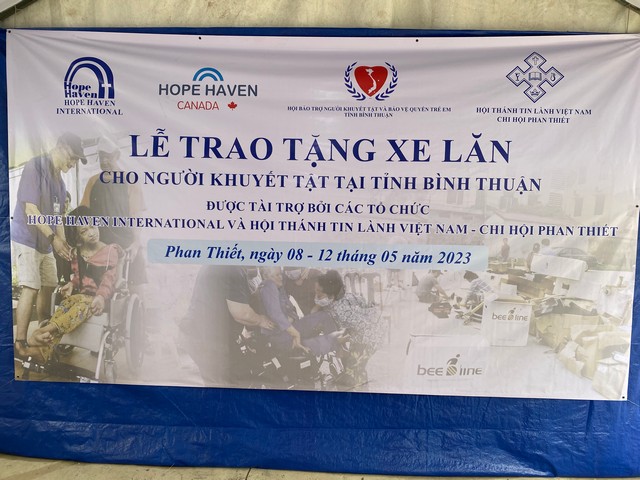 Hope Haven
HOPE HAVEN
INTERNATIONAL
HOPE HAVEN
CANADA
HỘI BẢO TRỢ NGƯỜI KHUYẾT TẬT VÀ BẢO VỆ QUYỀN TRẺ EM
TỈNH BÌNH THUẬN
HỘI THÁNH TIN LÀNH VIỆT NAM
CHI HỘI PHAN THIẾT
LỄ TRAO TẶNG XE LĂN
CHO NGƯỜI KHUYẾT TẬT TẠI TỈNH BÌNH THUẬN
ĐƯỢC TÀI TRỢ BỞI CÁC TỔ CHỨC
HOPE HAVEN INTERNATIONAL VÀ HỘI THÁNH TIN LÀNH VIỆT NAM - CHI HỘI PHAN THIẾT
Phan Thiết, ngày 08 - 12 tháng 05 năm 2023
bee line
bee line